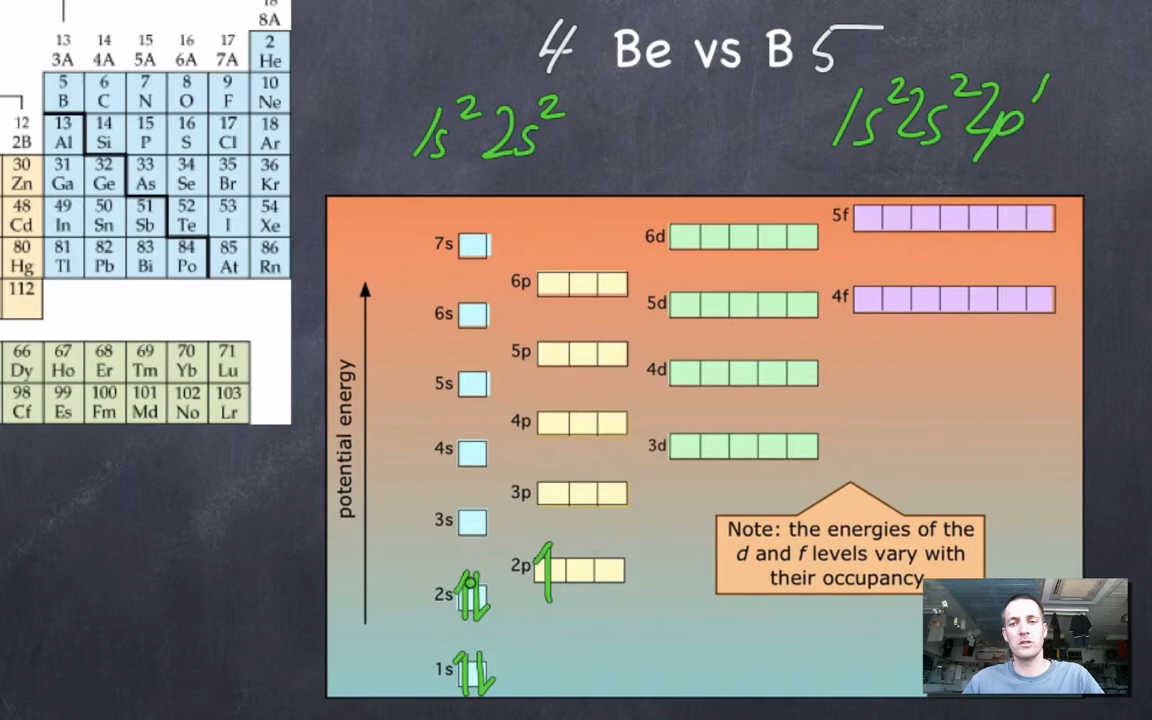 18
8A
13 14 15 16 17 2
3A 4A 5A 6A 7A He
5 6 7 8 9 10
B C N O F Ne
12 13 14 15 16 17 18
2B Al Si P S Cl Ar
30 31 32 33 34 35 36
Zn Ga Ge As Se Br Kr
48 49 50 51 52 53 54
Cd In Sn Sb Te I Xe
80 81 82 83 84 85 86
Hg Tl Pb Bi Po At Rn
112
66 67 68 69 70 71
Dy Ho Er Tm Yb Lu
98 99 100 101 102 103
Cf Es Fm Md No Lr
4 Be vs B 5
1s² 2s²
1s² 2s² 2p¹
5f
6d
7s
6p
4f
5d
6s
5p
4d
5s
4p
3d
4s
3p
3s
2p
2s
1s
potential energy
Note: the energies of the
d and f levels vary with
their occupancy